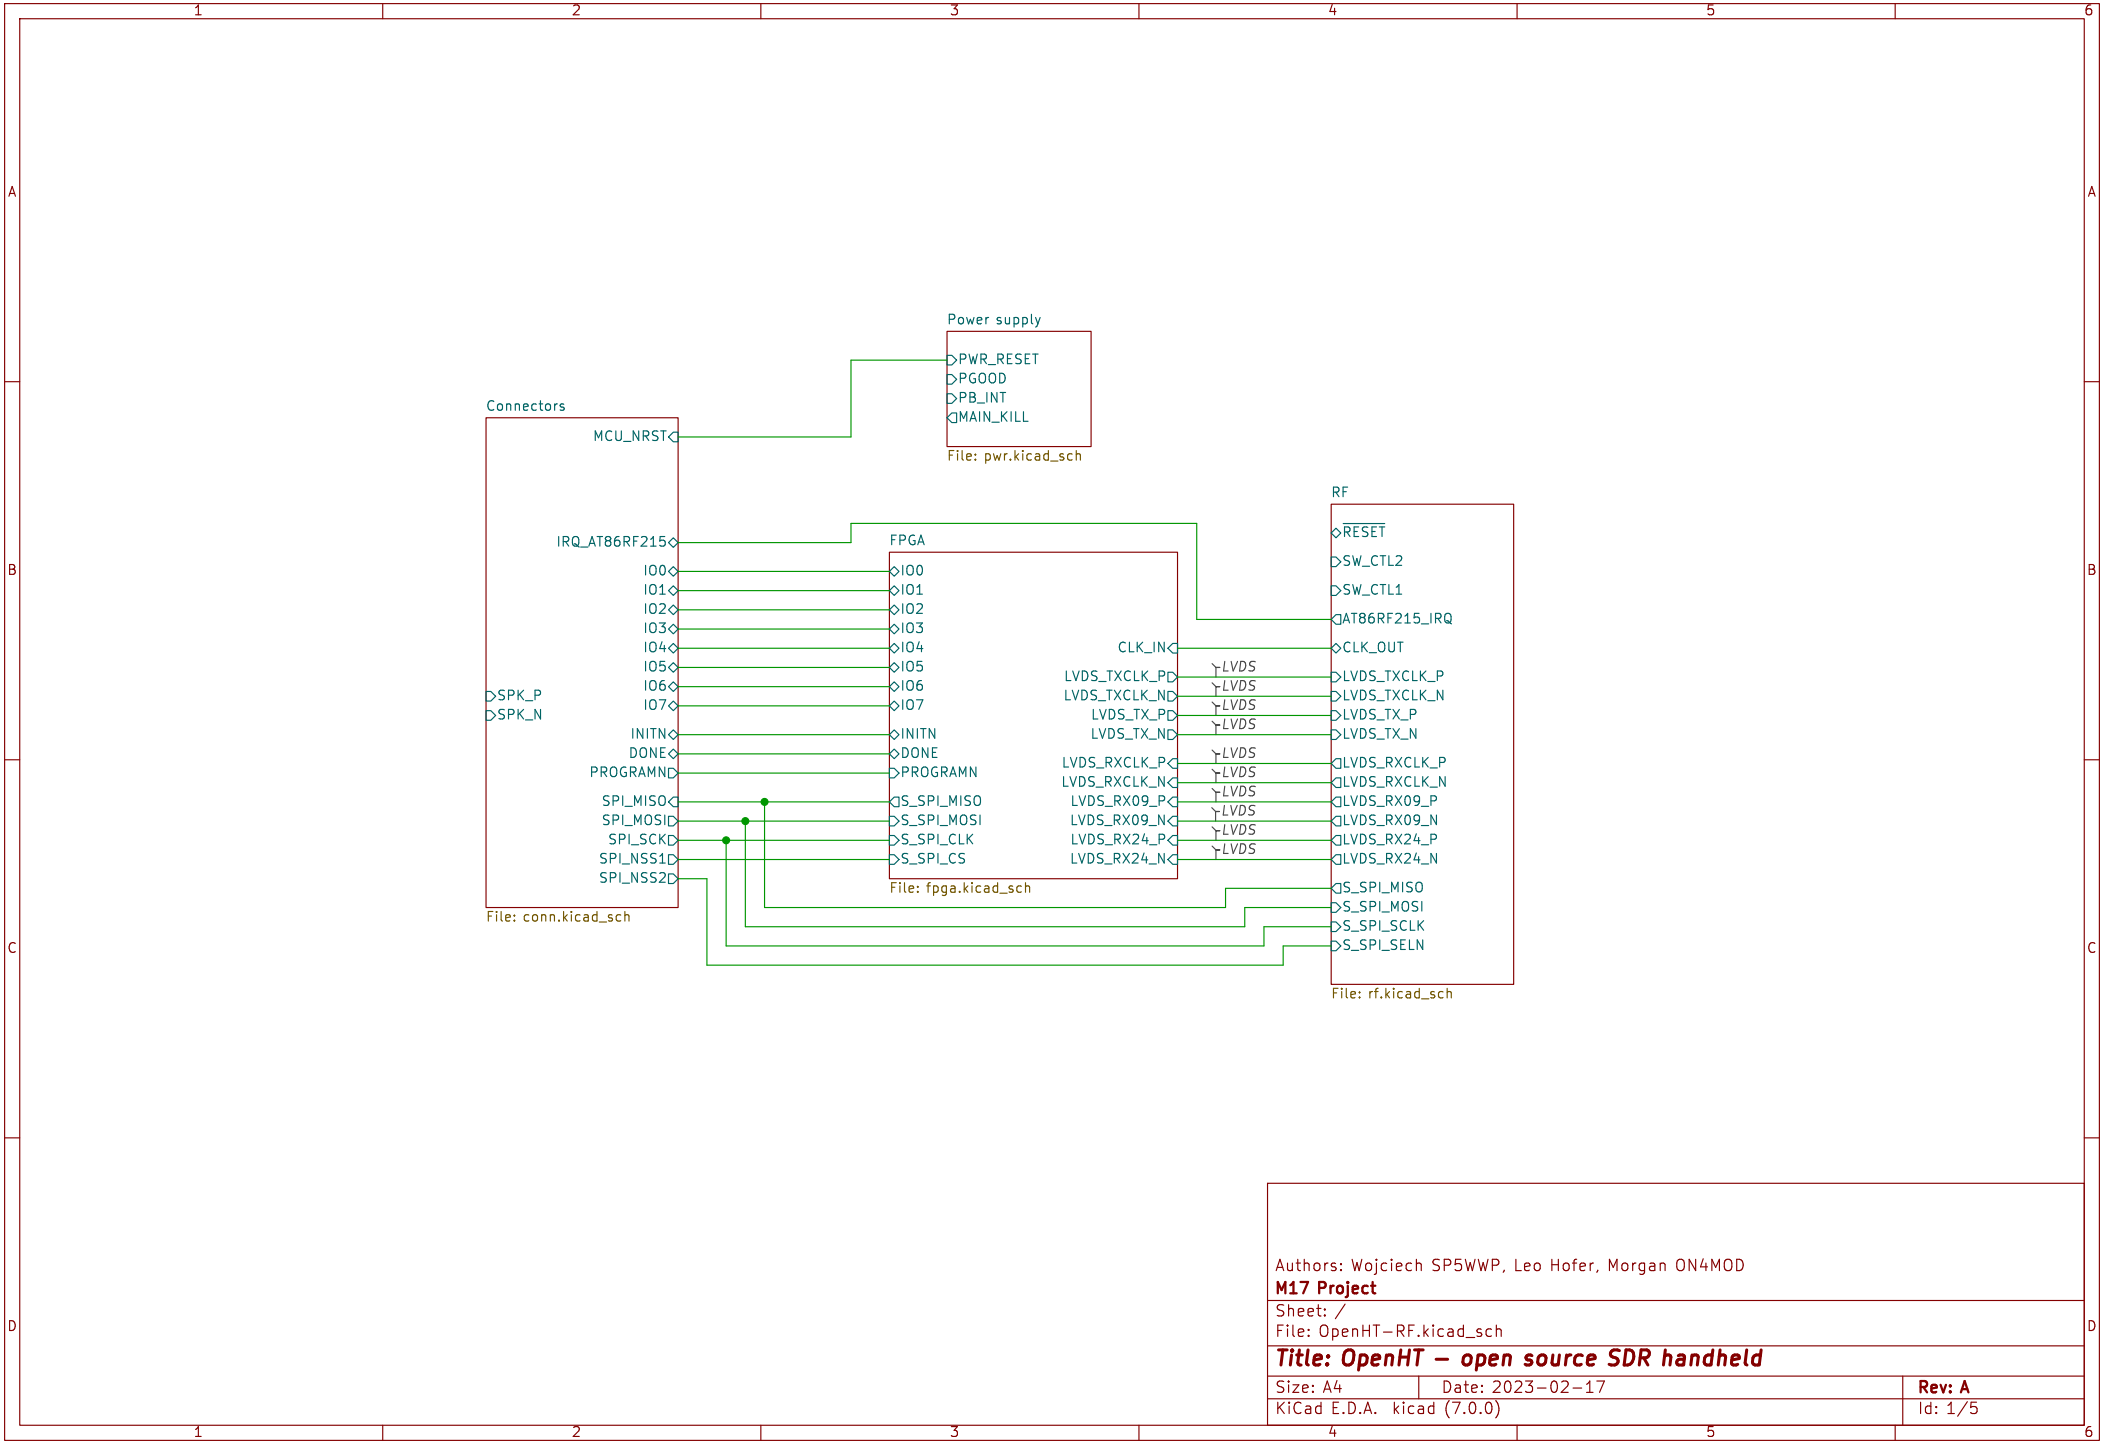 1 2 3 4 5 6
A A
Power supply
PWR_RESET
PGOOD
PB_INT
MAIN_KILL
File: pwr.kicad_sch
Connectors
MCU_NRST
IRQ_AT86RF215
IO0
IO1
IO2
IO3
IO4
IO5
IO6
IO7
SPK_P
SPK_N
INITN
DONE
PROGRAMN
SPI_MISO
SPI_MOSI
SPI_SCK
SPI_NSS1
SPI_NSS2
File: conn.kicad_sch
B B
FPGA
IO0
IO1
IO2
IO3
IO4
IO5
IO6
IO7
INITN
DONE
PROGRAMN
S_SPI_MISO
S_SPI_MOSI
S_SPI_CLK
S_SPI_CS
CLK_IN
LVDS_TXCLK_P
LVDS_TXCLK_N
LVDS_TX_P
LVDS_TX_N
LVDS_RXCLK_P
LVDS_RXCLK_N
LVDS_RX09_P
LVDS_RX09_N
LVDS_RX24_P
LVDS_RX24_N
File: fpga.kicad_sch
LVDS
LVDS
LVDS
LVDS
LVDS
LVDS
LVDS
LVDS
LVDS
LVDS
RF
RESET
SW_CTL2
SW_CTL1
AT86RF215_IRQ
CLK_OUT
LVDS_TXCLK_P
LVDS_TXCLK_N
LVDS_TX_P
LVDS_TX_N
LVDS_RXCLK_P
LVDS_RXCLK_N
LVDS_RX09_P
LVDS_RX09_N
LVDS_RX24_P
LVDS_RX24_N
S_SPI_MISO
S_SPI_MOSI
S_SPI_SCLK
S_SPI_SELN
File: rf.kicad_sch
C C
Authors: Wojciech SP5WWP, Leo Hofer, Morgan ON4MOD
M17 Project
Sheet: /
File: OpenHT-RF.kicad_sch
Title: OpenHT - open source SDR handheld
Size: A4 Date: 2023-02-17 Rev: A
KiCad E.D.A. kicad (7.0.0) Id: 1/5
D D
1 2 3 4 5 6